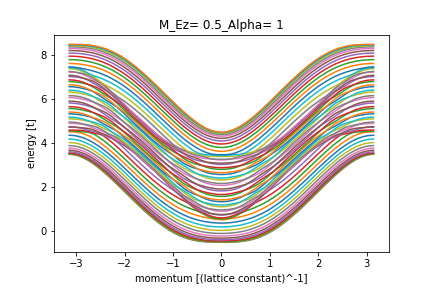 M_Ez= 0.5_Alpha= 1
energy [t]
8
6
4
2
0
−3 −2 −1 0 1 2 3
momentum [(lattice constant)^-1]